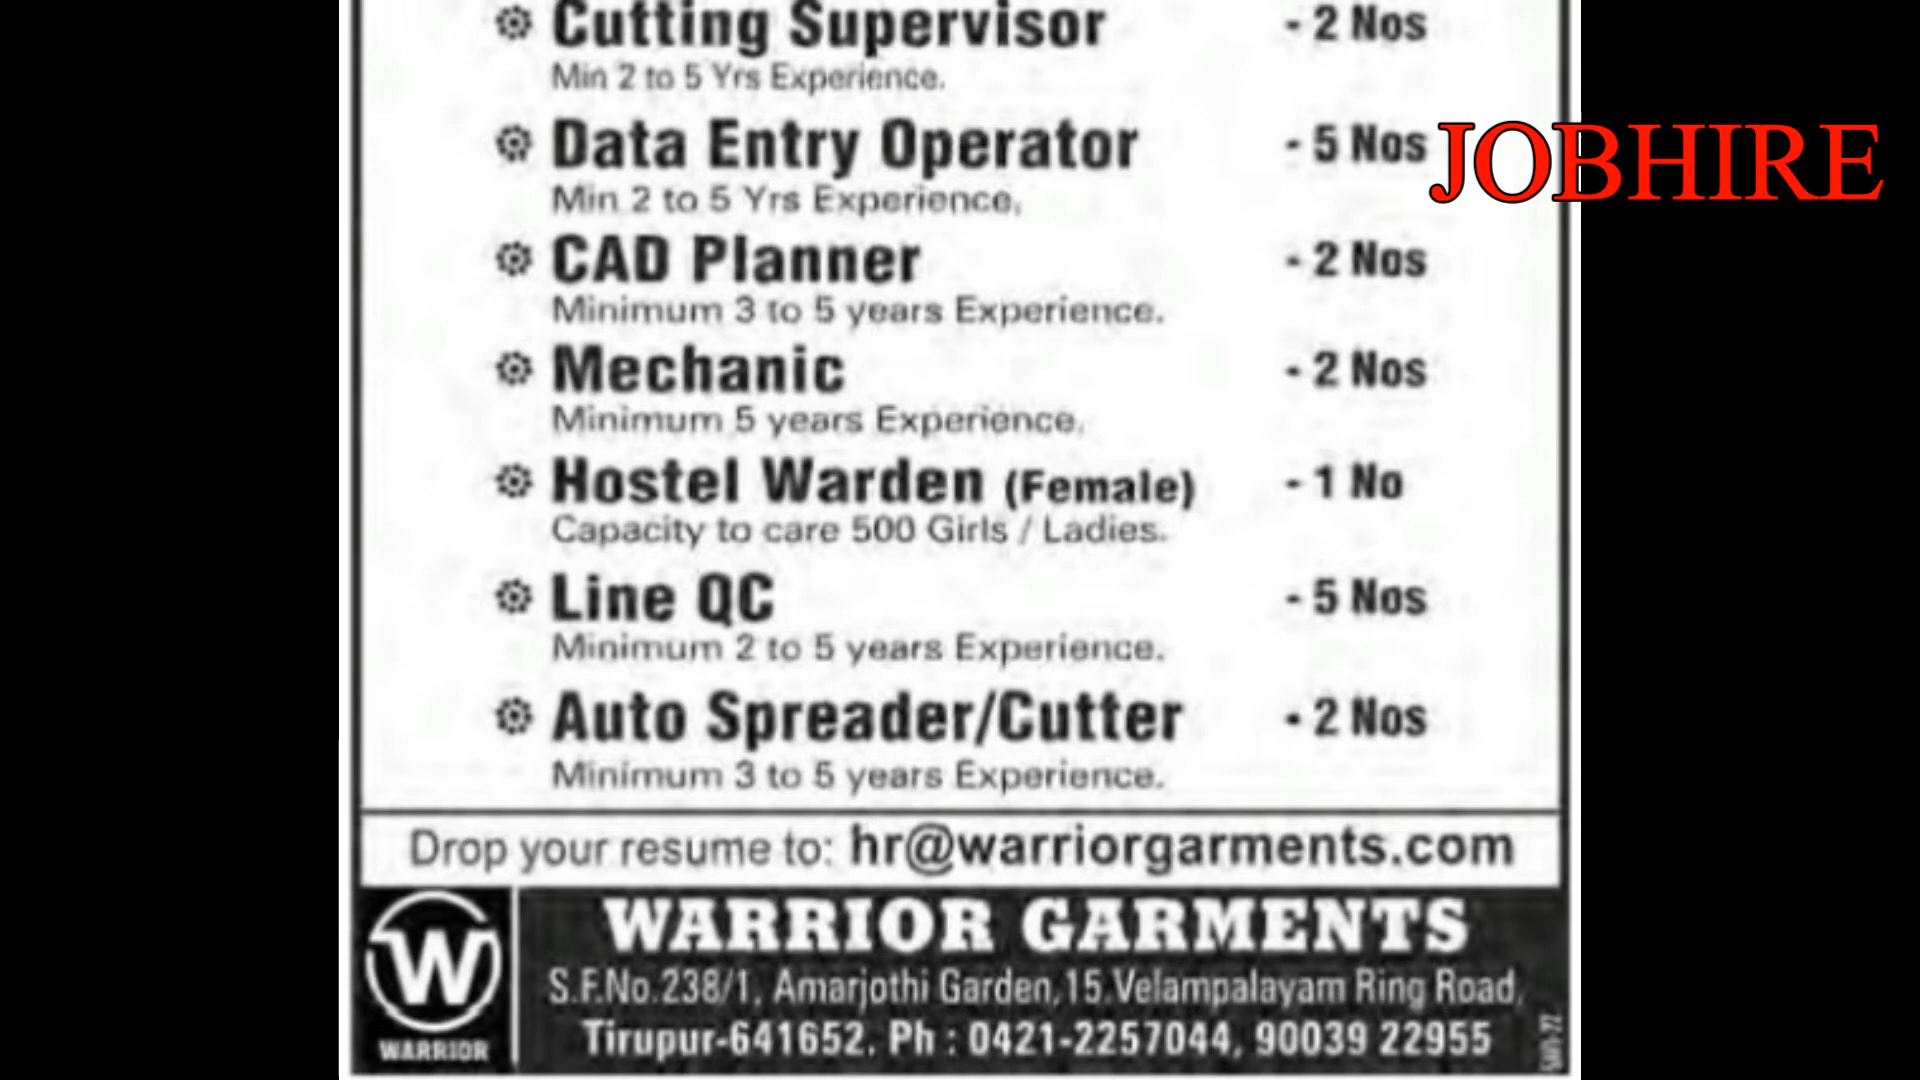 Cutting Supervisor - 2 Nos
Min 2 to 5 Yrs Experience.
Data Entry Operator - 5 Nos
JOBHIRE
Min 2 to 5 Yrs Experience.
CAD Planner - 2 Nos
Minimum 3 to 5 years Experience.
Mechanic - 2 Nos
Minimum 5 years Experience.
Hostel Warden (Female) - 1 No
Capacity to care 500 Girls / Ladies.
Line QC - 5 Nos
Minimum 2 to 5 years Experience.
Auto Spreader/Cutter - 2 Nos
Minimum 3 to 5 years Experience.
Drop your resume to: hr@warriorgarments.com
WARRIOR GARMENTS
S.F.No.238/1, Amarjothi Garden,15.Velampalayam Ring Road,
Tirupur-641652. Ph : 0421-2257044, 90039 22955
W
WARRIOR